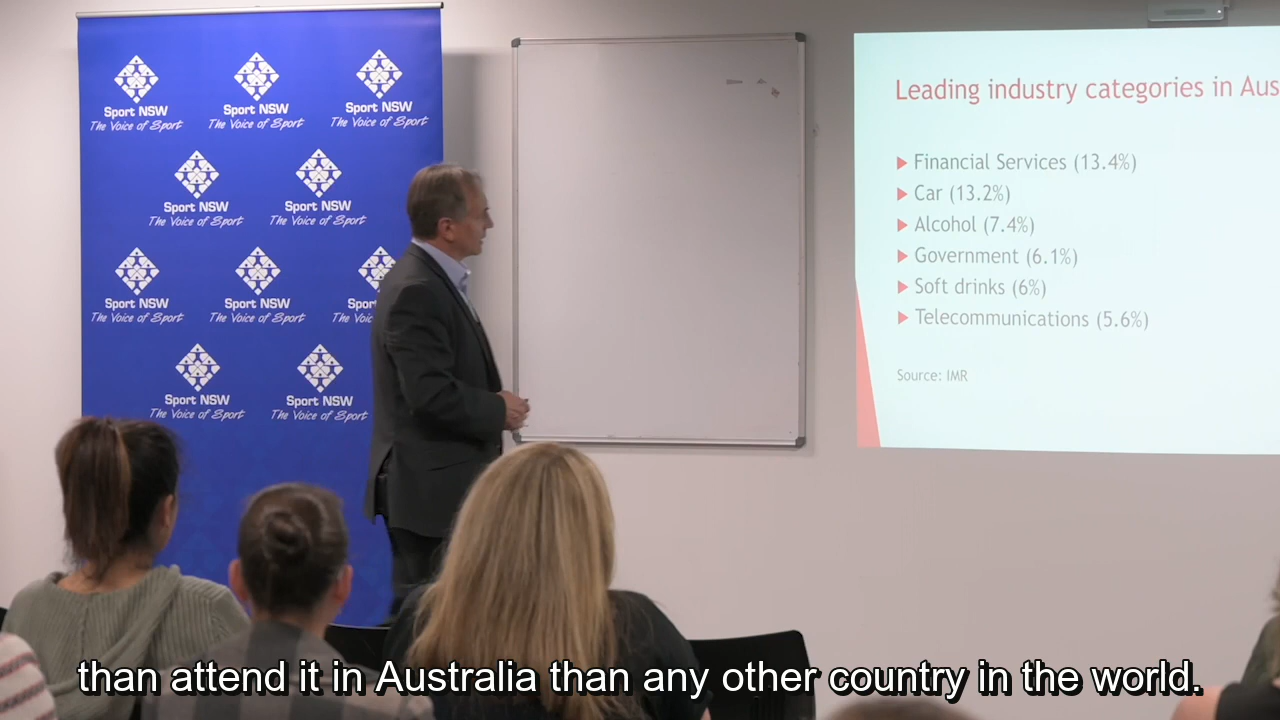 Sport NSW
The Voice of Sport
Sport NSW
The Voice of Sport
Sport NSW
The Voice of Sport
Sport NSW
The Voice of Sport
Sport NSW
The Voice of Sport
Sport NSW
The Voice of Sport
Sport NSW
The Voice of Sport
Sport
The Voic
Sport NSW
The Voice of Sport
Sport NSW
The Voice of Sport
Leading industry categories in Aus
Financial Services (13.4%)
Car (13.2%)
Alcohol (7.4%)
Government (6.1%)
Soft drinks (6%)
Telecommunications (5.6%)
Source: IMR
than attend it in Australia than any other country in the world.